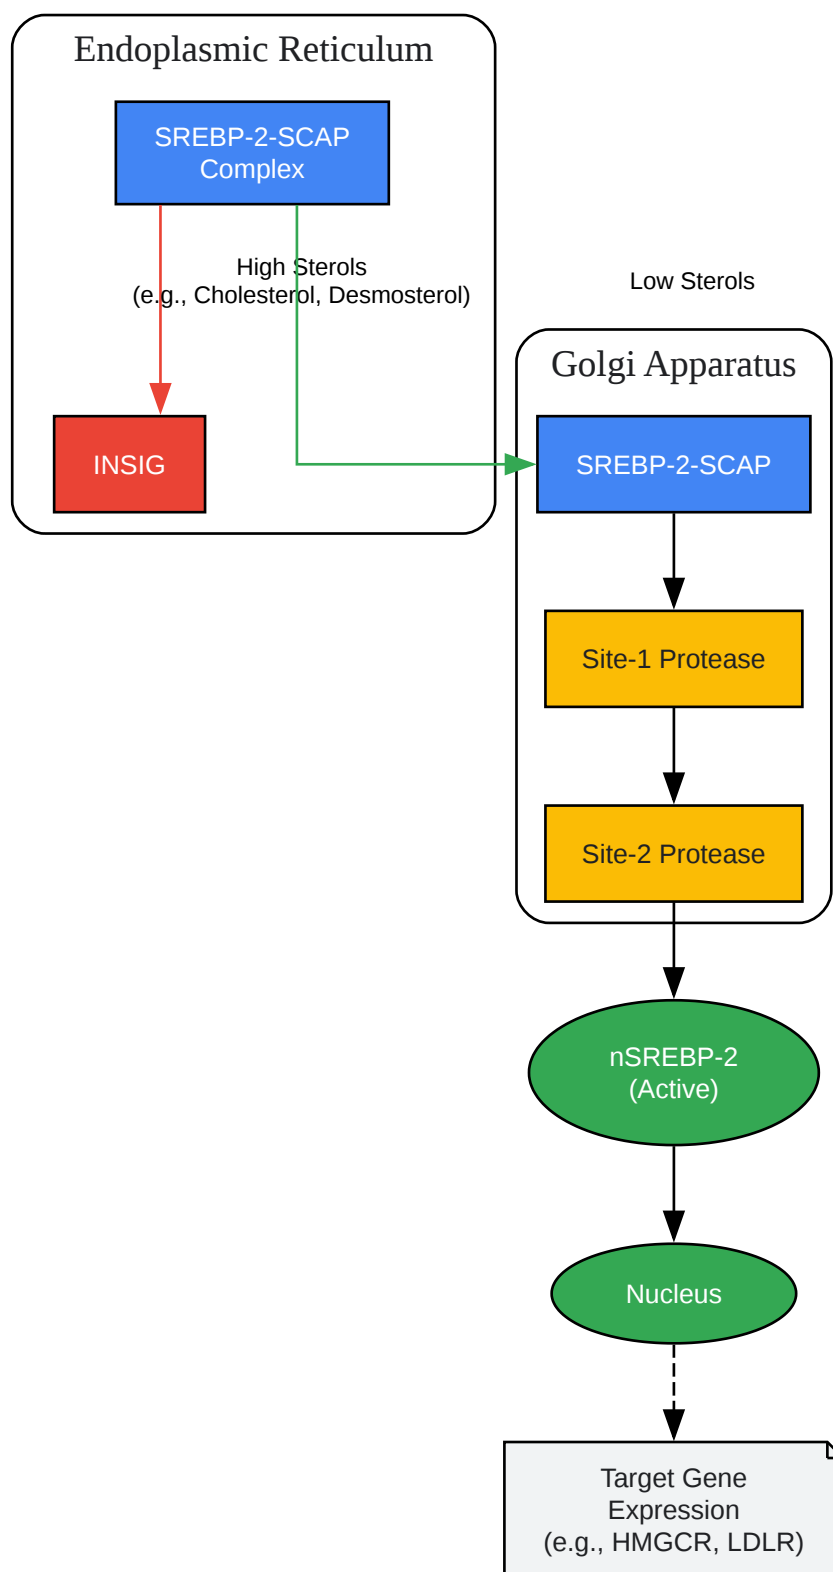 Endoplasmic Reticulum
SREBP-2-SCAP
Complex
High Sterols
(e.g., Cholesterol, Desmosterol)
Low Sterols
INSIG
Golgi Apparatus
SREBP-2-SCAP
Site-1 Protease
Site-2 Protease
nSREBP-2
(Active)
Nucleus
Target Gene
Expression
(e.g., HMGCR, LDLR)